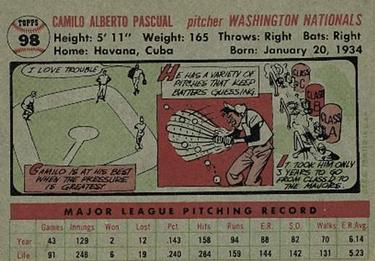 TOPPS
98
CAMILO ALBERTO PASCUAL pitcher WASHINGTON NATIONALS
Height: 5' 11" Weight: 165 Throws: Right Bats: Right
Home: Havana, Cuba Born: January 20, 1934
I LOVE TROUBLE
GAMILO IS AT HIS BEST
WHEN THE PRESSURE
IS GREATEST
HE HAS A VARIETY OF
PITCHES THAT KEEP
BATTERS GUESSING.
CLASS
C
CLASS
B
CLASS
A
IT TOOK HIM ONLY
3 YEARS TO GO
FROM CLASS D TO
THE MAJORS.
MAJOR LEAGUE PITCHING RECORD
Games Innings Won Lost Pct. Hits Runs E.R. S.O. Walks E.R.Avg.
Year 43 129 2 12 .143 158 94 88 82 70 6.14
Life 91 248 6 19 .240 284 159 144 142 131 5.23